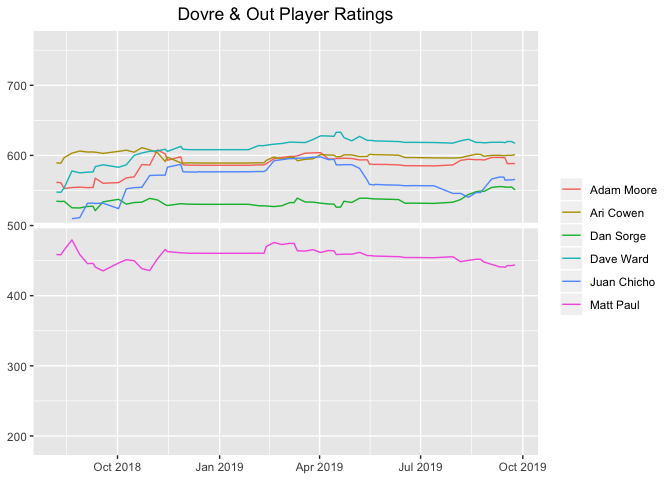 Dovre & Out Player Ratings
700
600
500
400
300
200
Oct 2018
Jan 2019
Apr 2019
Jul 2019
Oct 2019
Adam Moore
Ari Cowen
Dan Sorge
Dave Ward
Juan Chicho
Matt Paul